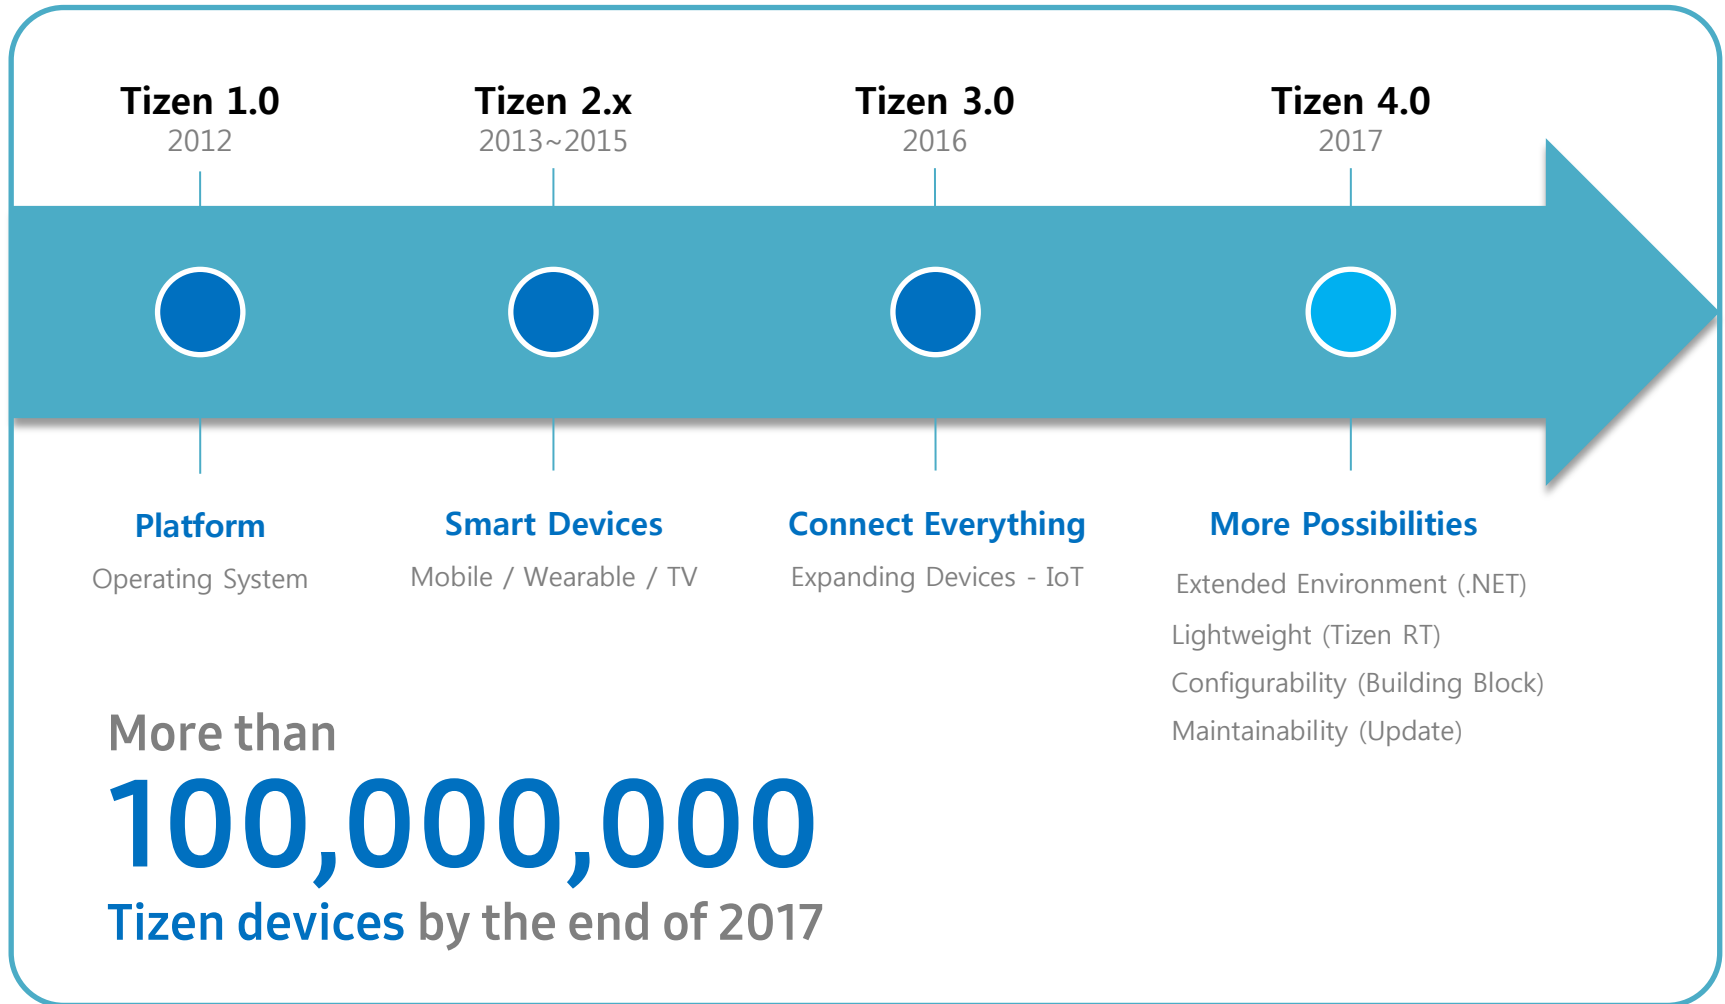 Tizen 1.0
2012
Tizen 2.x
2013~2015
Tizen 3.0
2016
Tizen 4.0
2017
Platform
Operating System
Smart Devices
Mobile / Wearable / TV
Connect Everything
Expanding Devices - IoT
More Possibilities
Extended Environment (.NET)
Lightweight (Tizen RT)
Configurability (Building Block)
Maintainability (Update)
More than
100,000,000
Tizen devices by the end of 2017